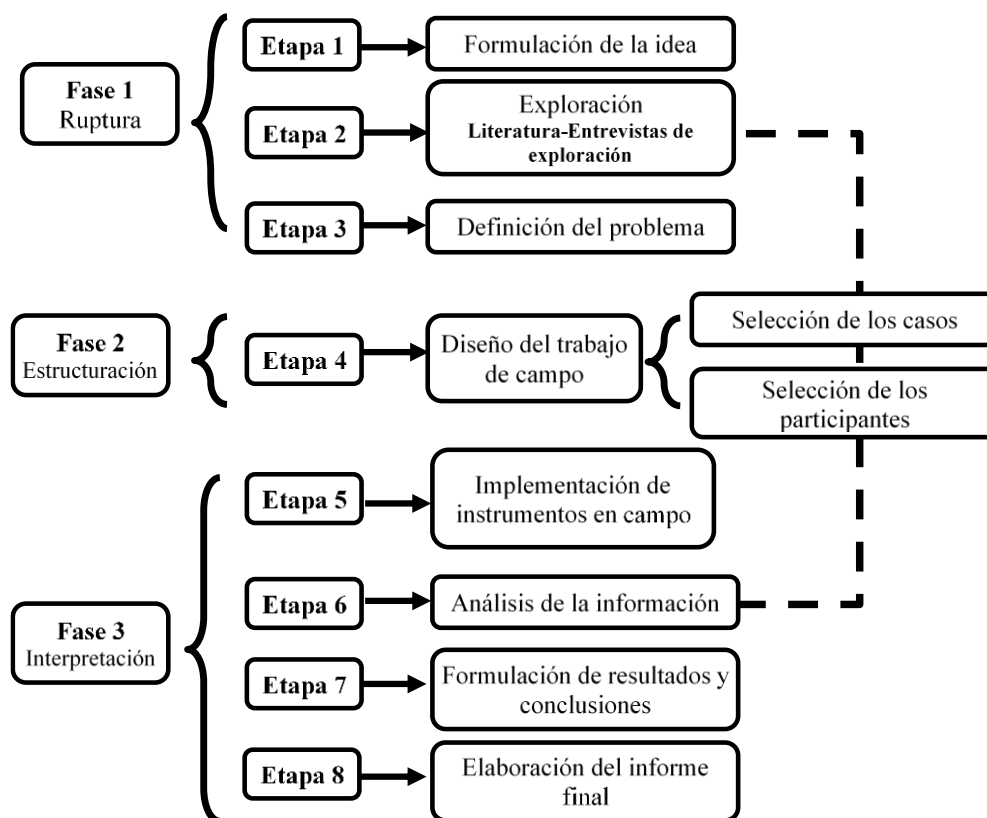 Fase 1
Ruptura
Etapa 1
Formulación de la idea
Etapa 2
Exploración
Literatura-Entrevistas de
exploración
Etapa 3
Definición del problema
Fase 2
Estructuración
Etapa 4
Diseño del trabajo
de campo
Selección de los casos
Selección de los
participantes
Fase 3
Interpretación
Etapa 5
Implementación de
instrumentos en campo
Etapa 6
Análisis de la información
Etapa 7
Formulación de resultados y
conclusiones
Etapa 8
Elaboración del informe
final